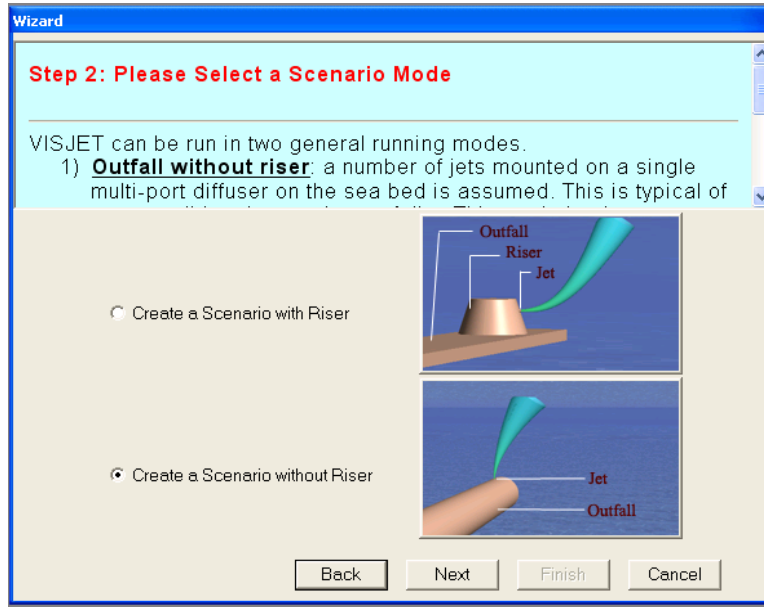 Wizard
Step 2: Please Select a Scenario Mode
VISJET can be run in two general running modes.
1) Outfall without riser: a number of jets mounted on a single
multi-port diffuser on the sea bed is assumed. This is typical of
Outfall
Riser
Jet
Create a Scenario with Riser
Create a Scenario without Riser
Jet
Outfall
Back Next Finish Cancel